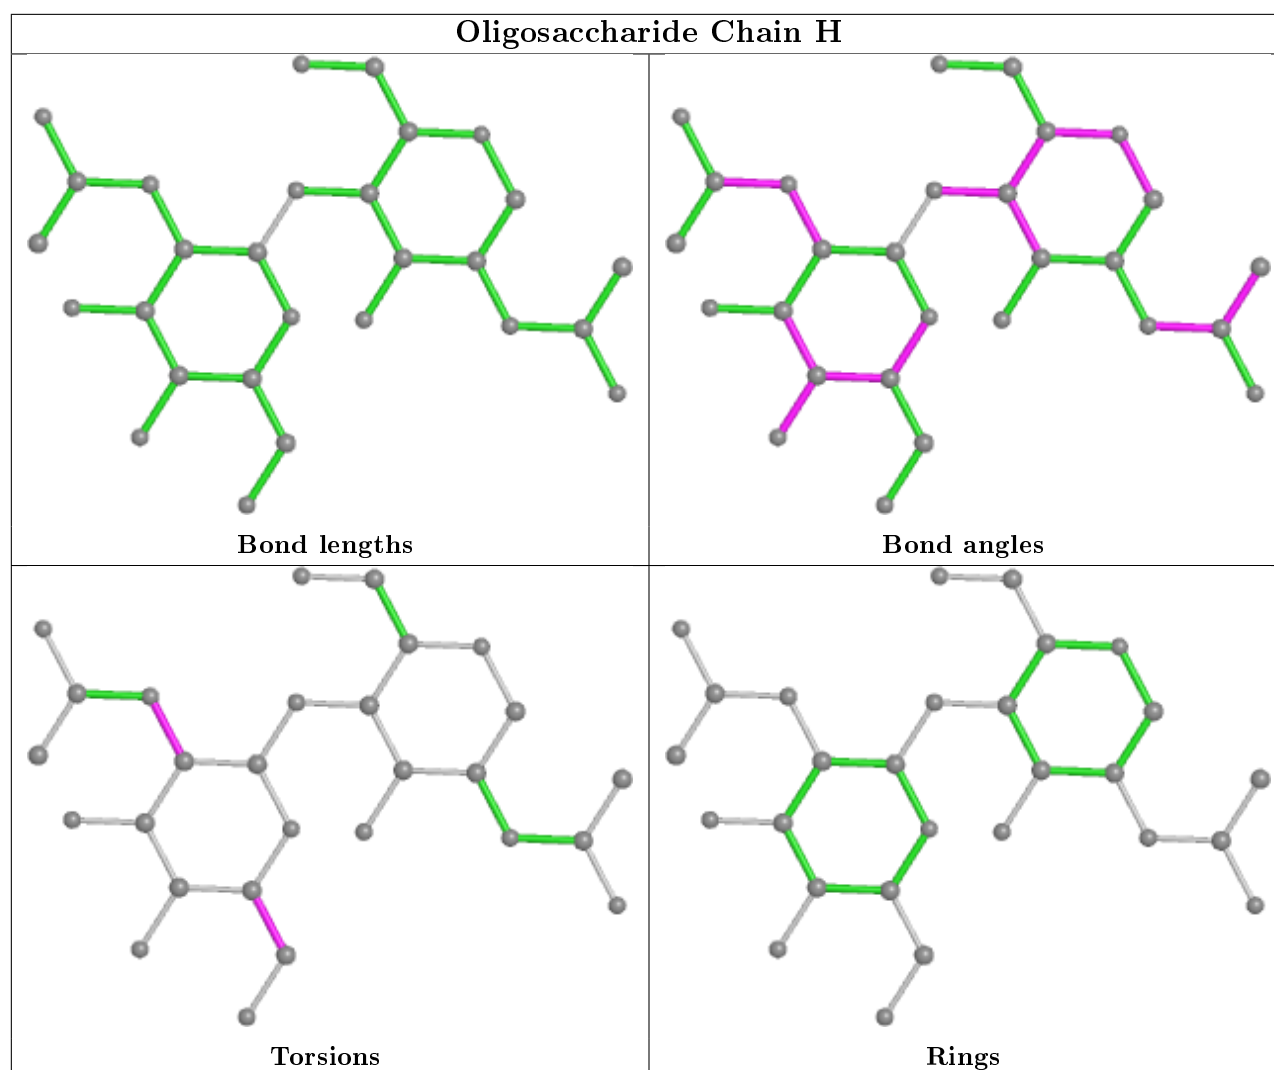 Oligosaccharide Chain H
Bond lengths
Bond angles
Torsions
Rings